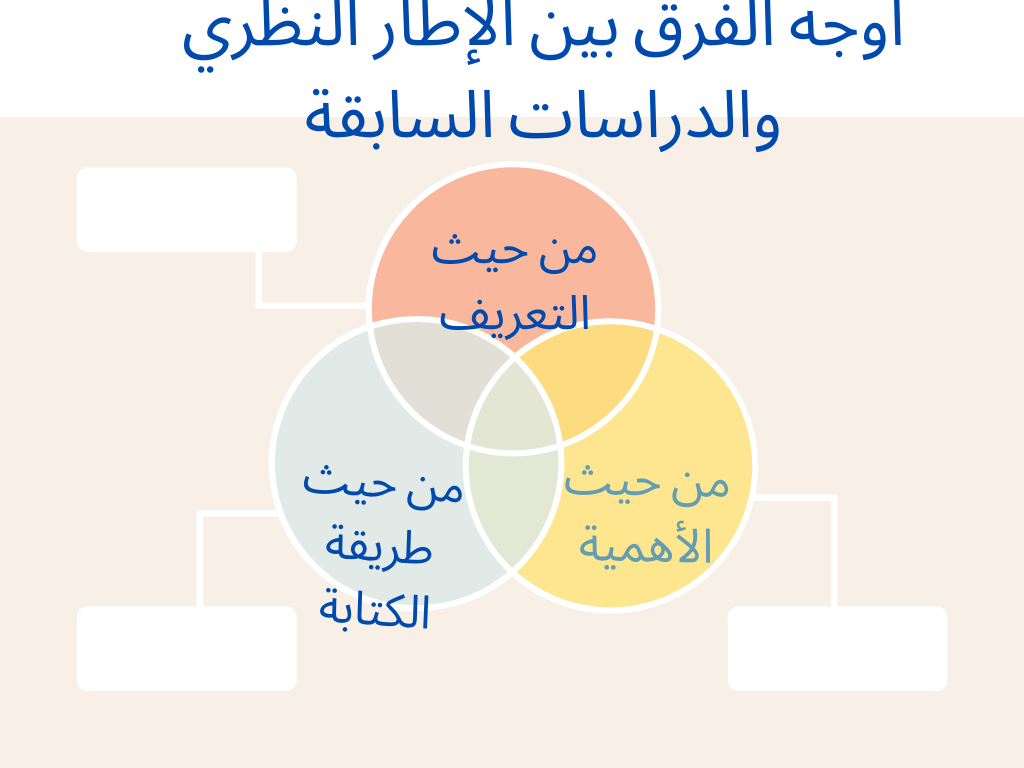 أوجه الفرق بين الإطار النظري
والدراسات السابقة
من حيث
التعريف
من حيث
الأهمية
من حيث
طريقة
الكتابة